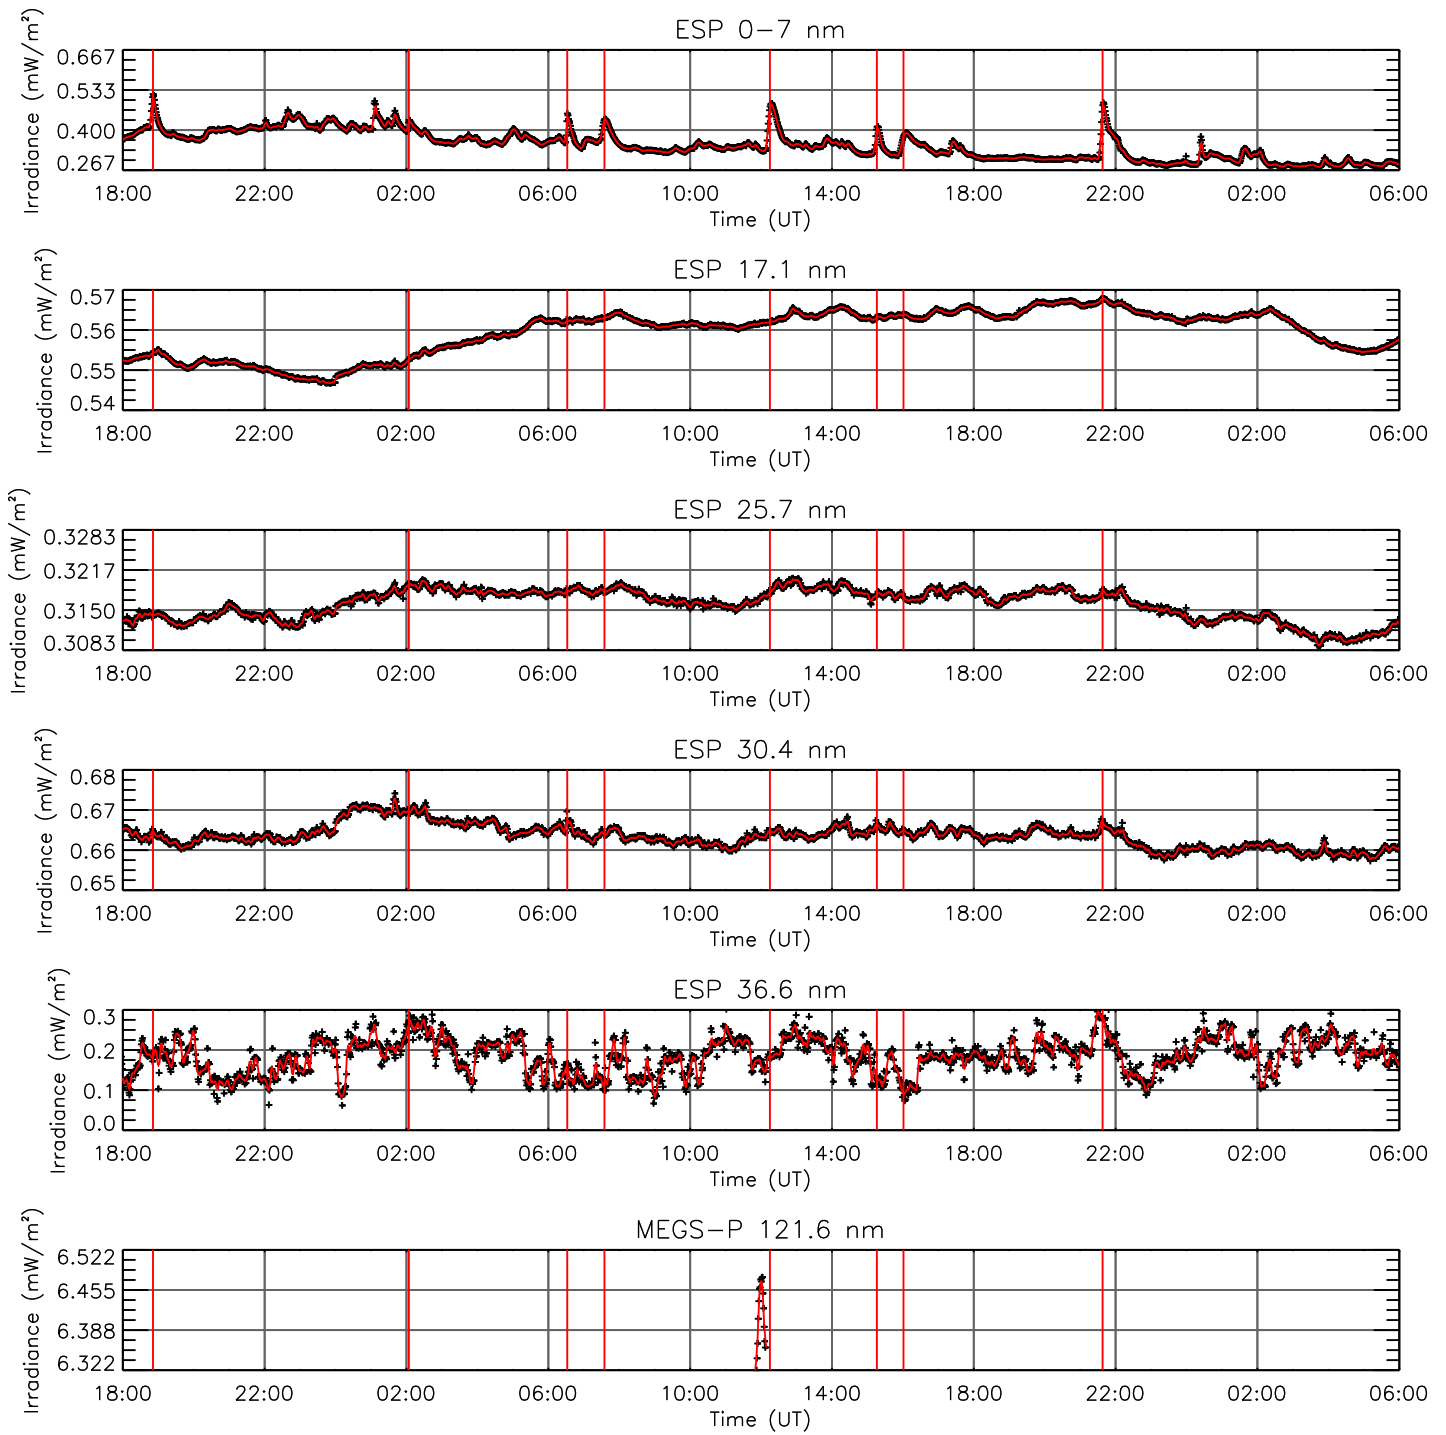 ESP 0-7 nm
Irradiance (mW/m²)
0.667
0.533
0.400
0.267
18:00 22:00 02:00 06:00 10:00 14:00 18:00 22:00 02:00 06:00
Time (UT)
ESP 17.1 nm
Irradiance (mW/m²)
0.57
0.56
0.55
0.54
18:00 22:00 02:00 06:00 10:00 14:00 18:00 22:00 02:00 06:00
Time (UT)
ESP 25.7 nm
Irradiance (mW/m²)
0.3283
0.3217
0.3150
0.3083
18:00 22:00 02:00 06:00 10:00 14:00 18:00 22:00 02:00 06:00
Time (UT)
ESP 30.4 nm
Irradiance (mW/m²)
0.68
0.67
0.66
0.65
18:00 22:00 02:00 06:00 10:00 14:00 18:00 22:00 02:00 06:00
Time (UT)
ESP 36.6 nm
Irradiance (mW/m²)
0.3
0.2
0.1
0.0
18:00 22:00 02:00 06:00 10:00 14:00 18:00 22:00 02:00 06:00
Time (UT)
MEGS-P 121.6 nm
Irradiance (mW/m²)
6.522
6.455
6.388
6.322
18:00 22:00 02:00 06:00 10:00 14:00 18:00 22:00 02:00 06:00
Time (UT)